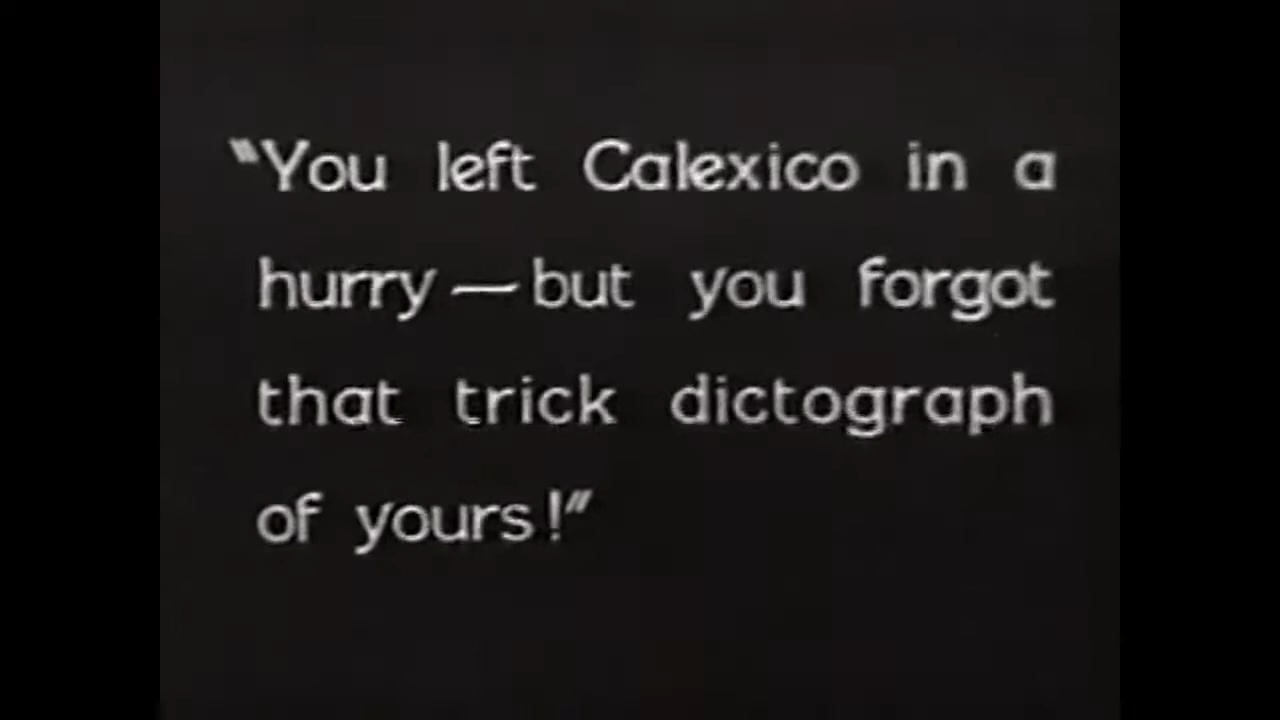 "You left Calexico in a
hurry — but you forgot
that trick dictograph
of yours!"